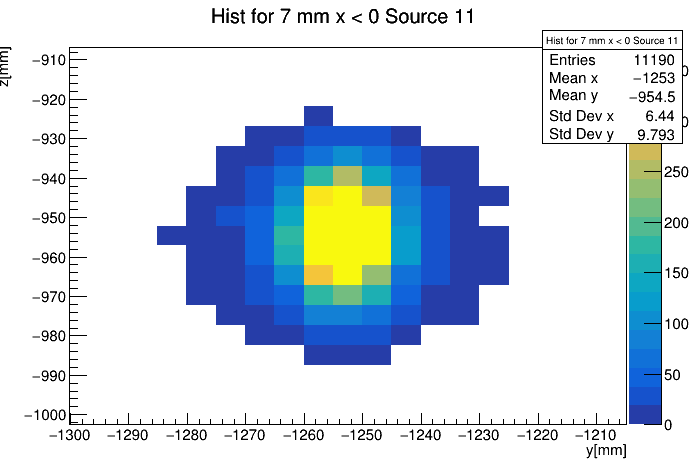 Hist for 7 mm x < 0 Source 11
Hist for 7 mm x < 0 Source 11
Entries 11190
Mean x −1253
Mean y −954.5
Std Dev x 6.44
Std Dev y 9.793
z[mm]
−910
−920
−930
−940
−950
−960
−970
−980
−990
−1000
−1300 −1290 −1280 −1270 −1260 −1250 −1240 −1230 −1220 −1210
y[mm]
250
200
150
100
50
0